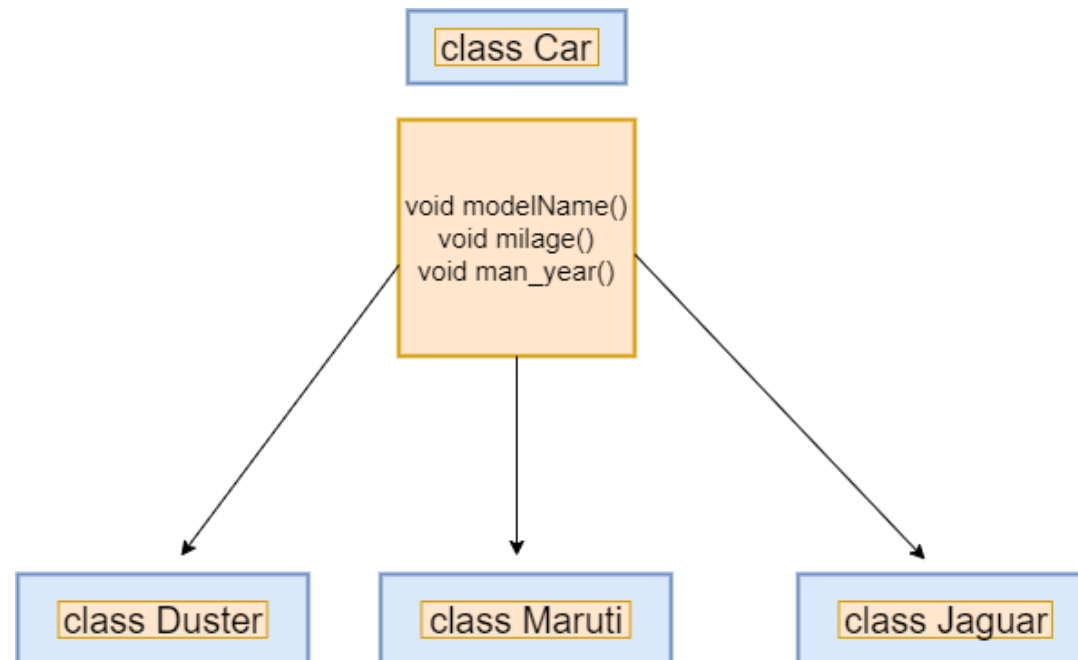 class Car
void modelName()
void milage()
void man_year()
class Duster
class Maruti
class Jaguar